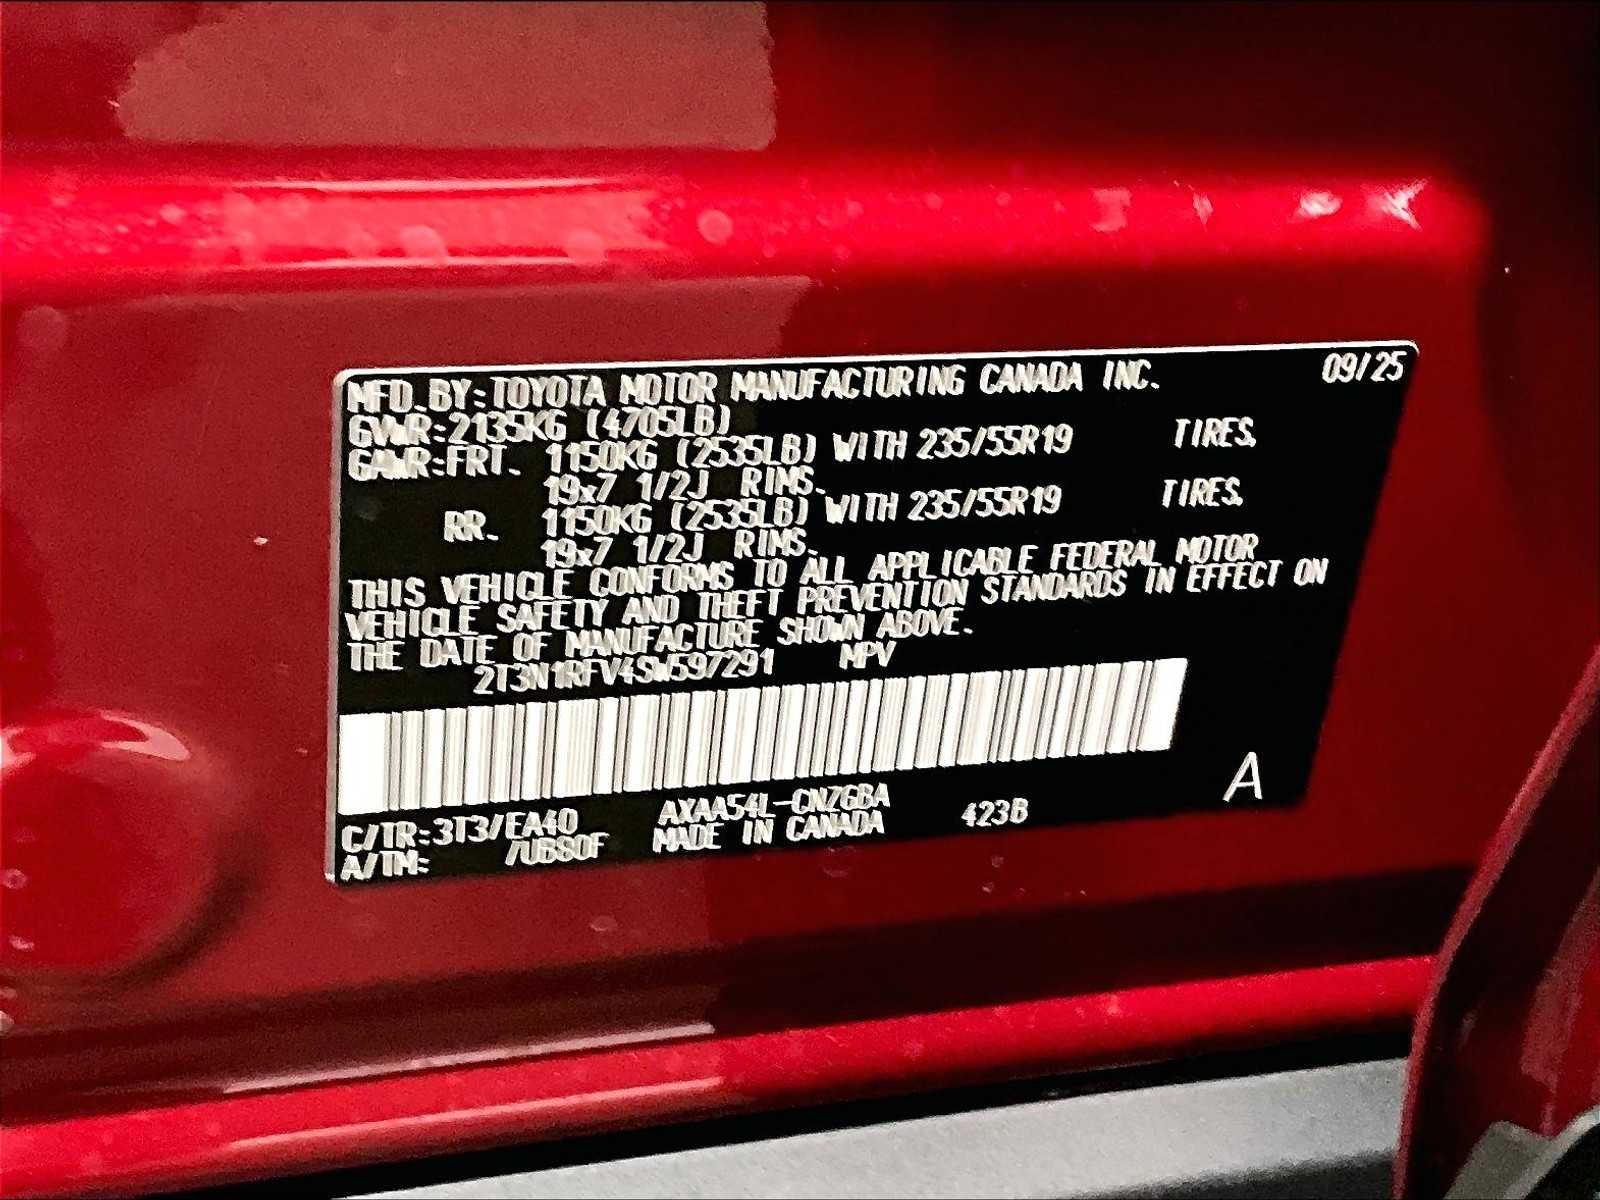 MFD. BY: TOYOTA MOTOR MANUFACTURING CANADA INC. 09/25
GVWR: 2135KG (4705LB)
GAWR: FRT. 1150KG (2535LB) WITH 235/55R19 TIRES,
19x7 1/2J RIMS.
RR. 1150KG (2535LB) WITH 235/55R19 TIRES,
19x7 1/2J RIMS.
THIS VEHICLE CONFORMS TO ALL APPLICABLE FEDERAL MOTOR
VEHICLE SAFETY AND THEFT PREVENTION STANDARDS IN EFFECT ON
THE DATE OF MANUFACTURE SHOWN ABOVE.
2T3N1RFV4SW597291 MPV
C/TR: 3T3/EA40 AXAA54L-CNZGBA 423B A
A/TM: /UB80F MADE IN CANADA